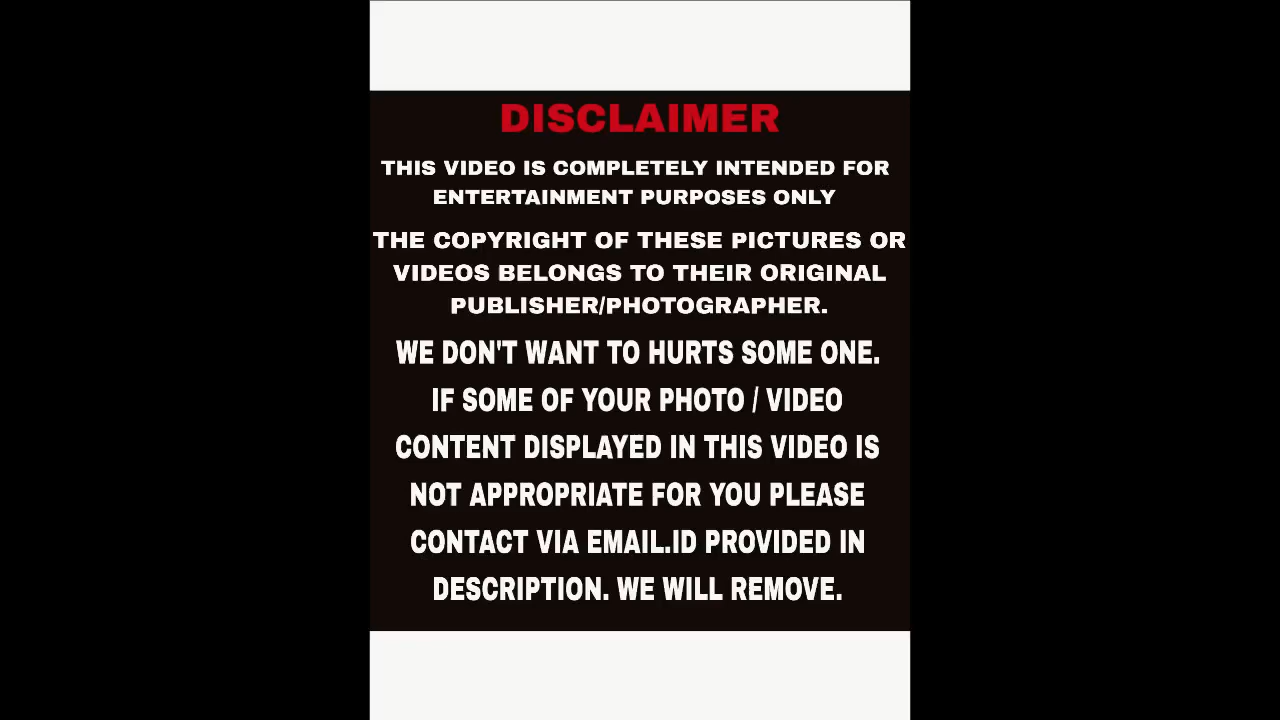 DISCLAIMER
THIS VIDEO IS COMPLETELY INTENDED FOR
ENTERTAINMENT PURPOSES ONLY
THE COPYRIGHT OF THESE PICTURES OR
VIDEOS BELONGS TO THEIR ORIGINAL
PUBLISHER/PHOTOGRAPHER.
WE DON'T WANT TO HURTS SOME ONE.
IF SOME OF YOUR PHOTO / VIDEO
CONTENT DISPLAYED IN THIS VIDEO IS
NOT APPROPRIATE FOR YOU PLEASE
CONTACT VIA EMAIL.ID PROVIDED IN
DESCRIPTION. WE WILL REMOVE.